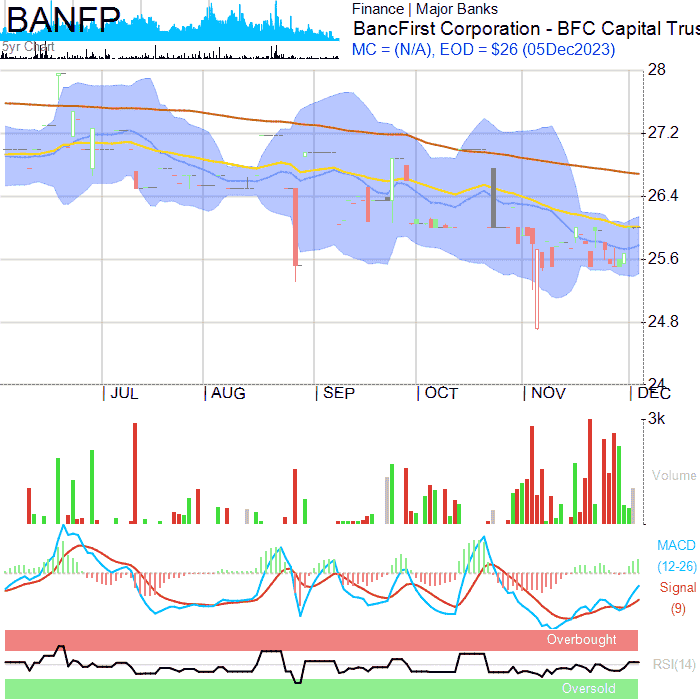 BANFP
5yr Chart
Finance | Major Banks
BancFirst Corporation - BFC Capital Trus
MC = (N/A), EOD = $26 (05Dec2023)
28
27.2
26.4
25.6
24.8
24
JUL
AUG
SEP
OCT
NOV
DEC
3k
Volume
MACD
(12-26)
Signal
(9)
Overbought
RSI(14)
Oversold